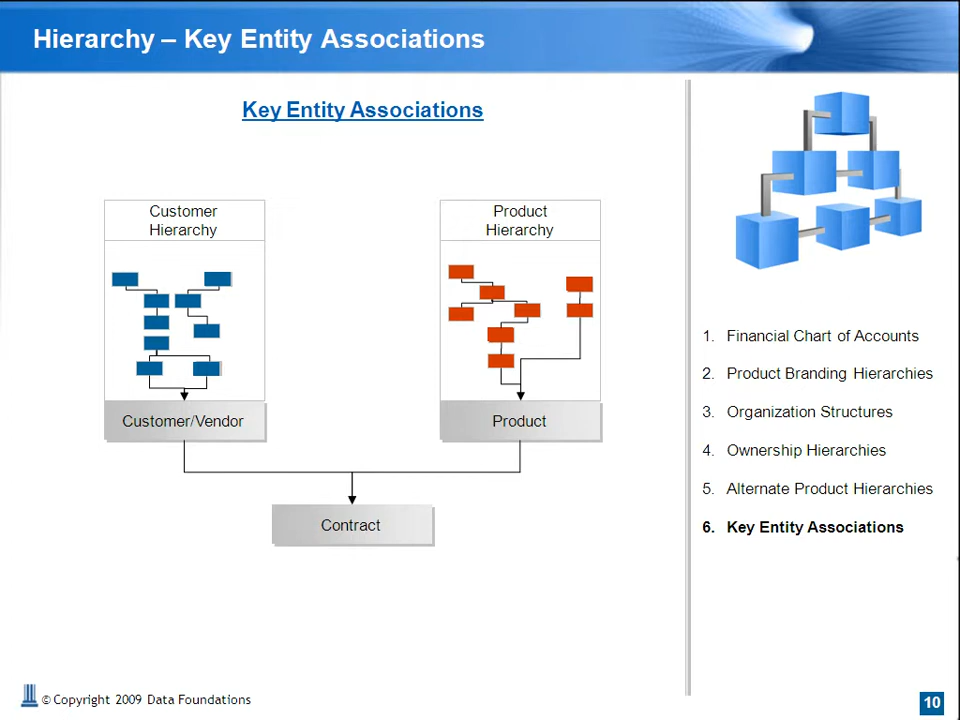 Hierarchy – Key Entity Associations
Key Entity Associations
Customer
Hierarchy
Product
Hierarchy
Customer/Vendor
Product
Contract
1. Financial Chart of Accounts
2. Product Branding Hierarchies
3. Organization Structures
4. Ownership Hierarchies
5. Alternate Product Hierarchies
6. Key Entity Associations
© Copyright 2009 Data Foundations
10